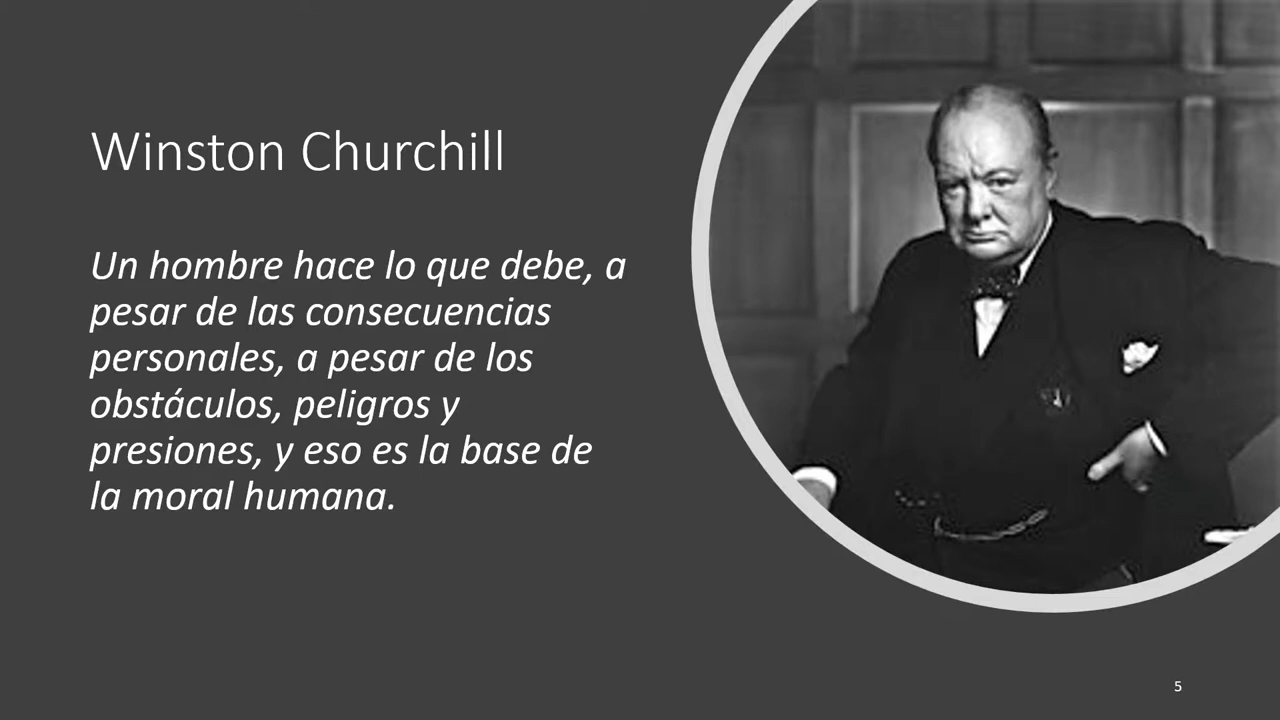 Winston Churchill
Un hombre hace lo que debe, a
pesar de las consecuencias
personales, a pesar de los
obstáculos, peligros y
presiones, y eso es la base de
la moral humana.
5